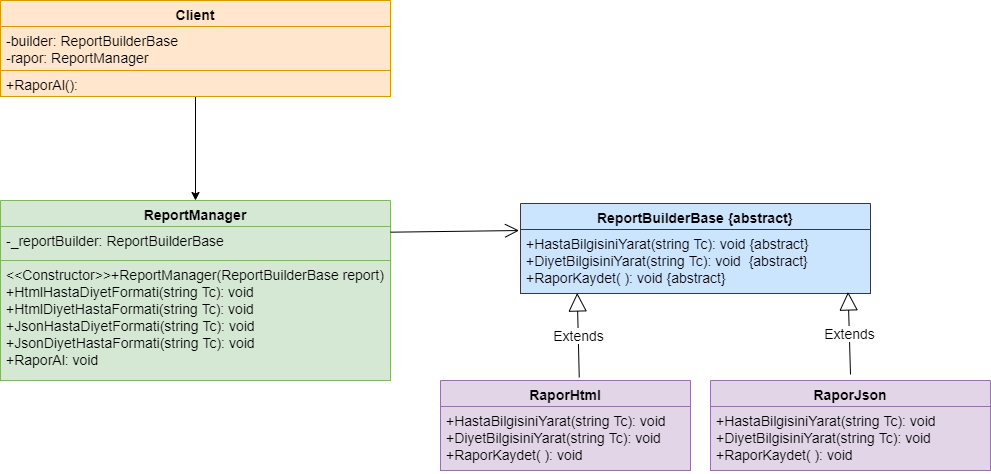 Client
-builder: ReportBuilderBase
-rapor: ReportManager
+RaporAl():
ReportManager
-_reportBuilder: ReportBuilderBase
<<Constructor>>+ReportManager(ReportBuilderBase report)
+HtmlHastaDiyetFormati(string Tc): void
+HtmlDiyetHastaFormati(string Tc): void
+JsonHastaDiyetFormati(string Tc): void
+JsonDiyetHastaFormati(string Tc): void
+RaporAl: void
ReportBuilderBase {abstract}
+HastaBilgisiniYarat(string Tc): void {abstract}
+DiyetBilgisiniYarat(string Tc): void  {abstract}
+RaporKaydet( ): void {abstract}
Extends
Extends
RaporHtml
+HastaBilgisiniYarat(string Tc): void
+DiyetBilgisiniYarat(string Tc): void
+RaporKaydet( ): void
RaporJson
+HastaBilgisiniYarat(string Tc): void
+DiyetBilgisiniYarat(string Tc): void
+RaporKaydet( ): void